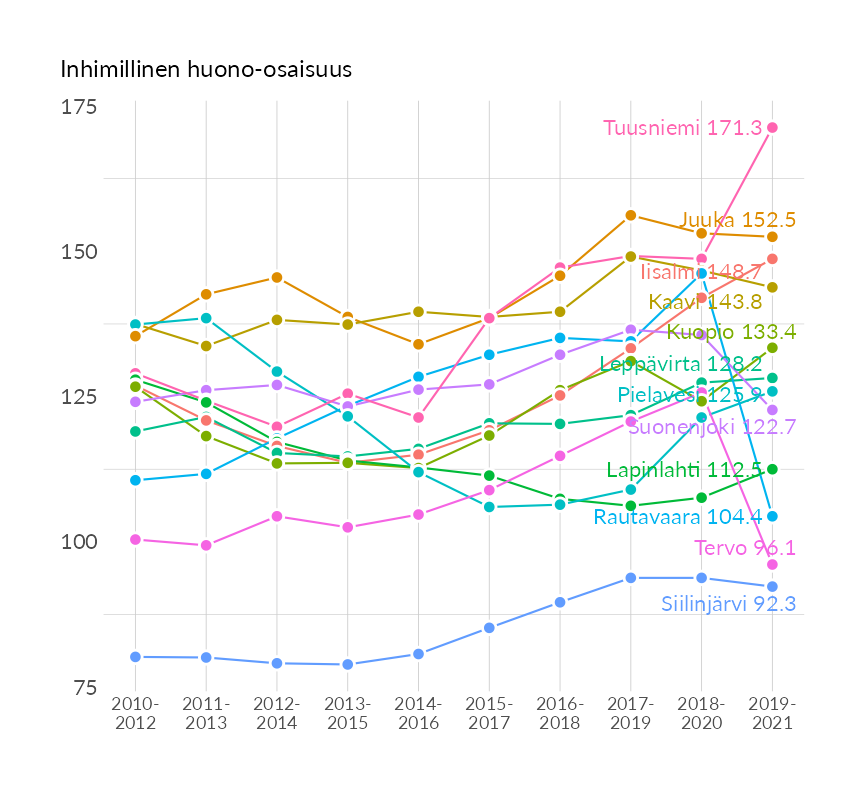 Inhimillinen huono-osaisuus
175
150
125
100
75
Tuusniemi 171.3
Juuka 152.5
Iisalmi 148.7
Kaavi 143.8
Kuopio 133.4
Leppävirta 128.2
Pielavesi 125.9
Suonenjoki 122.7
Lapinlahti 112.5
Rautavaara 104.4
Tervo 96.1
Siilinjärvi 92.3
2010-
2012
2011-
2013
2012-
2014
2013-
2015
2014-
2016
2015-
2017
2016-
2018
2017-
2019
2018-
2020
2019-
2021